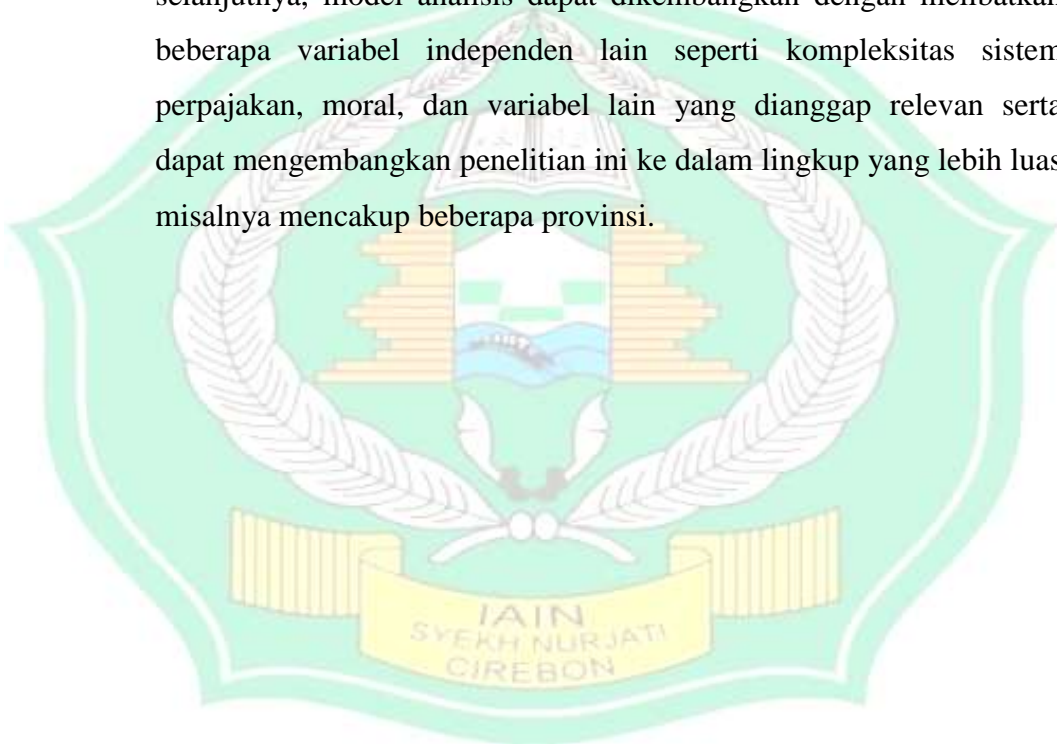 selanjutnya, model analisis dapat dikembangkan dengan melibatkan
beberapa variabel independen lain seperti kompleksitas sistem
perpajakan, moral, dan variabel lain yang dianggap relevan serta
dapat mengembangkan penelitian ini ke dalam lingkup yang lebih luas
misalnya mencakup beberapa provinsi.
IAIN
SYEKH NURJATI
CIREBON